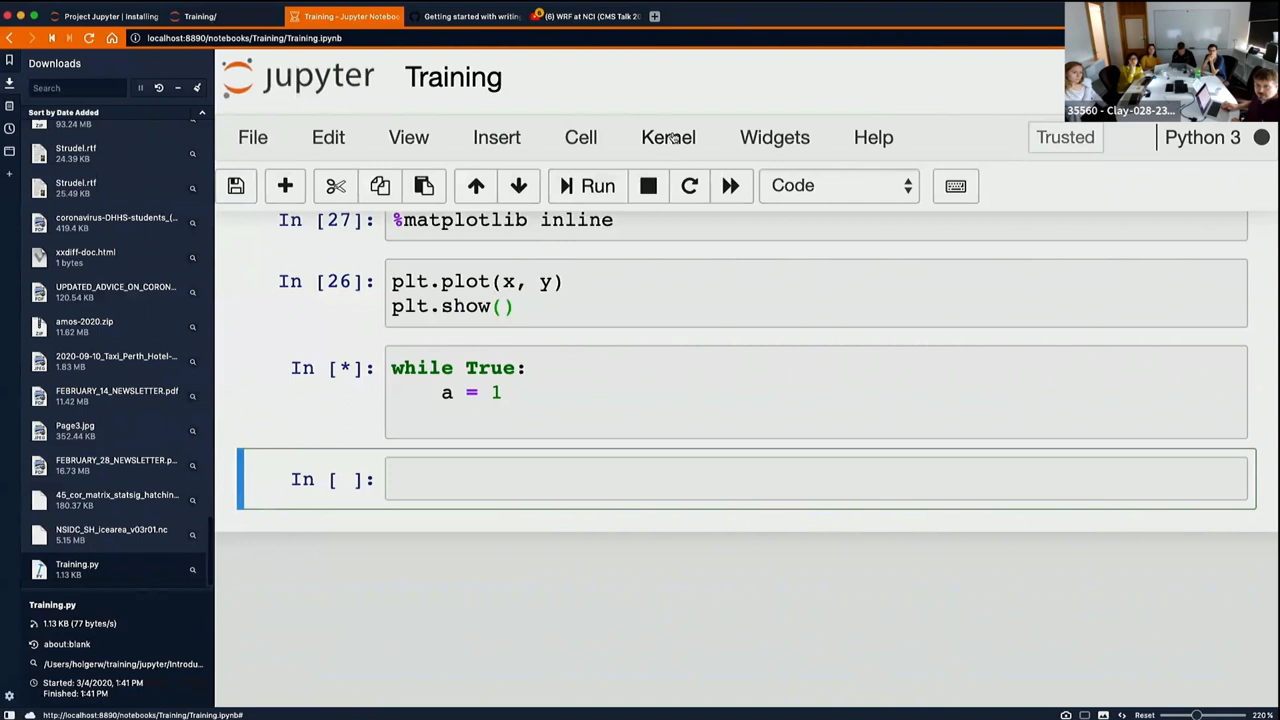 Project Jupyter | Installing
Training/
Training - Jupyter Noteboo
Getting started with writing
(6) WRF at NCI (CMS Talk 20
localhost:8890/notebooks/Training/Training.ipynb
Downloads
Search
Sort by Date Added
93.24 MB
Strudel.rtf
24.39 KB
Strudel.rtf
25.49 KB
coronavirus-DHHS-students_(...
419.4 KB
xxdiff-doc.html
1 bytes
UPDATED_ADVICE_ON_CORON...
120.54 KB
amos-2020.zip
11.62 MB
2020-09-10_Taxi_Perth_Hotel-...
1.83 MB
FEBRUARY_14_NEWSLETTER.pdf
11.42 MB
Page3.jpg
352.44 KB
FEBRUARY_28_NEWSLETTER.p...
16.73 MB
45_cor_matrix_statsig_hatchin...
180.37 KB
NSIDC_SH_icearea_v03r01.nc
5.15 MB
Training.py
1.13 KB
Training.py
1.13 KB (77 bytes/s)
about:blank
/Users/holgerw/training/jupyter/Introdu...
Started: 3/4/2020, 1:41 PM
Finished: 1:41 PM
jupyter Training
File Edit View Insert Cell Kernel Widgets Help Trusted Python 3
Run Code
In [27]: %matplotlib inline
In [26]: plt.plot(x, y)
plt.show()
In [*]: while True:
a = 1
In [ ]:
35560 - Clay-028-23...
http://localhost:8890/notebooks/Training/Training.ipynb#
Reset 220 %